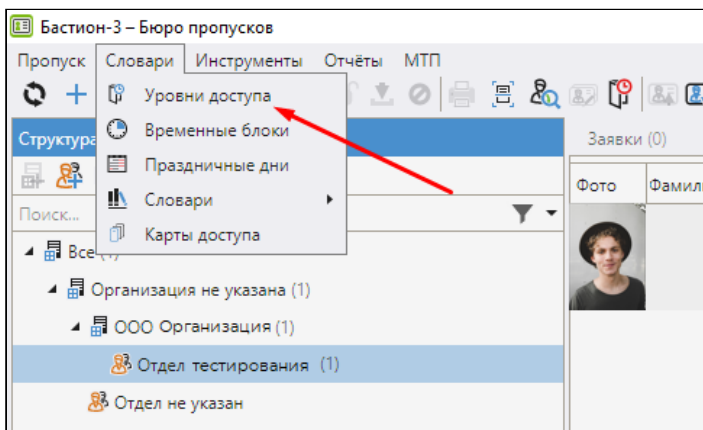 Бастион-3 – Бюро пропусков
Пропуск Словари Инструменты Отчёты МТП
Уровни доступа
Временные блоки
Праздничные дни
Словари
Карты доступа
Структура
Поиск...
Все
Организация не указана (1)
ООО Организация (1)
Отдел тестирования (1)
Отдел не указан
Заявки (0)
Фото Фамил